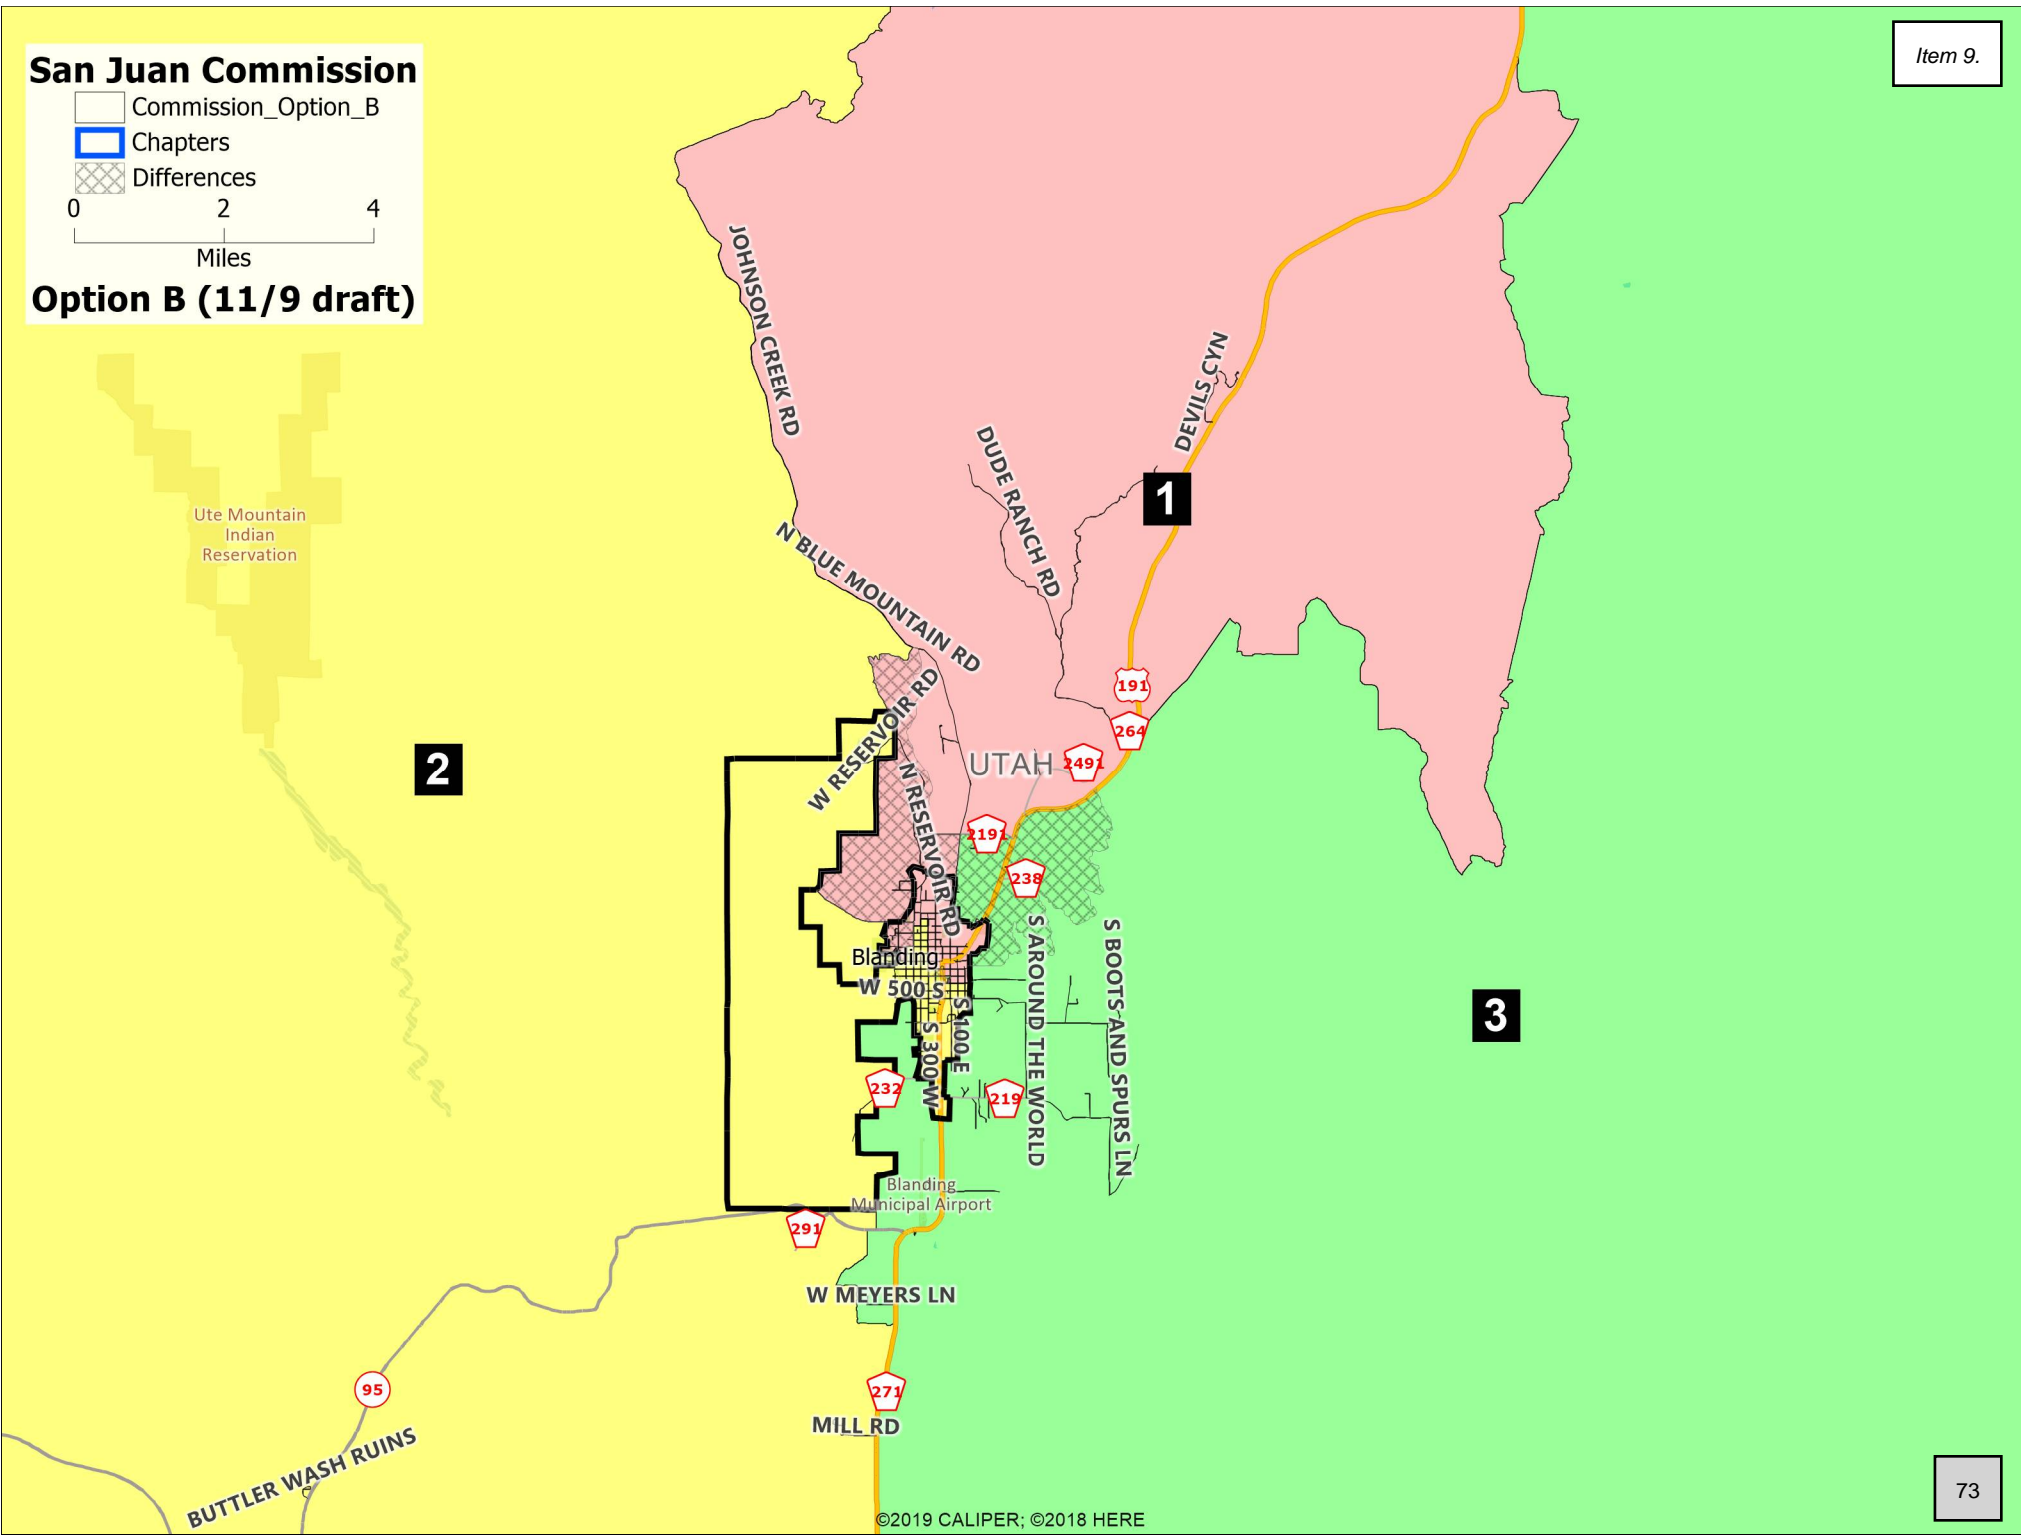 San Juan Commission
Commission_Option_B
Chapters
Differences
0 2 4
Miles
Option B (11/9 draft)
Item 9.
JOHNSON CREEK RD
DEVILS CYN
DUDE RANCH RD
1
Ute Mountain
Indian
Reservation
N BLUE MOUNTAIN RD
W RESERVOIR RD
191
264
2
UTAH
2491
N RESERVOIR RD
2191
238
Blanding
W 500 S
S 100 E
S 300 W
S AROUND THE WORLD
S BOOTS AND SPURS LN
3
232
219
Blanding
Municipal Airport
291
W MEYERS LN
95
271
MILL RD
BUTTLER WASH RUINS
73
©2019 CALIPER; ©2018 HERE